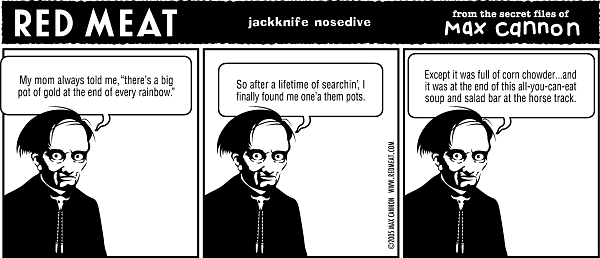 RED MEAT
jackknife nosedive
from the secret files of
Max cannon
My mom always told me, "there's a big
pot of gold at the end of every rainbow."
So after a lifetime of searchin', I
finally found me one'a them pots.
Except it was full of corn chowder...and
it was at the end of this all-you-can-eat
soup and salad bar at the horse track.
©2005 MAX CANNON WWW.REDMEAT.COM